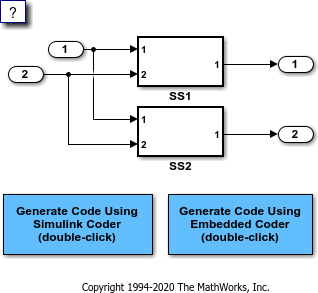 ?
1
1
1
1
2
2
SS1
1
1
2
2
SS2
Generate Code Using
Simulink Coder
(double-click)
Generate Code Using
Embedded Coder
(double-click)
Copyright 1994-2020 The MathWorks, Inc.